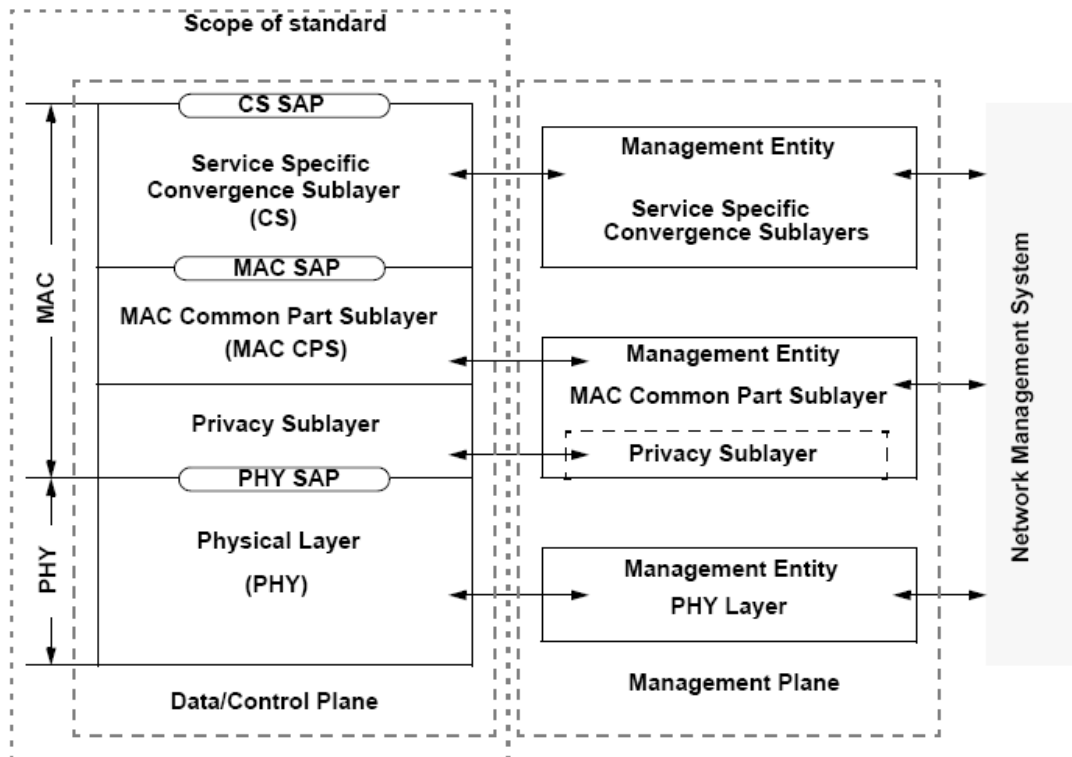 Scope of standard
CS SAP
Service Specific
Convergence Sublayer
(CS)
MAC SAP
MAC Common Part Sublayer
(MAC CPS)
Privacy Sublayer
PHY SAP
Physical Layer
(PHY)
Data/Control Plane
MAC
PHY
Management Entity
Service Specific
Convergence Sublayers
Management Entity
MAC Common Part Sublayer
Privacy Sublayer
Management Entity
PHY Layer
Management Plane
Network Management System